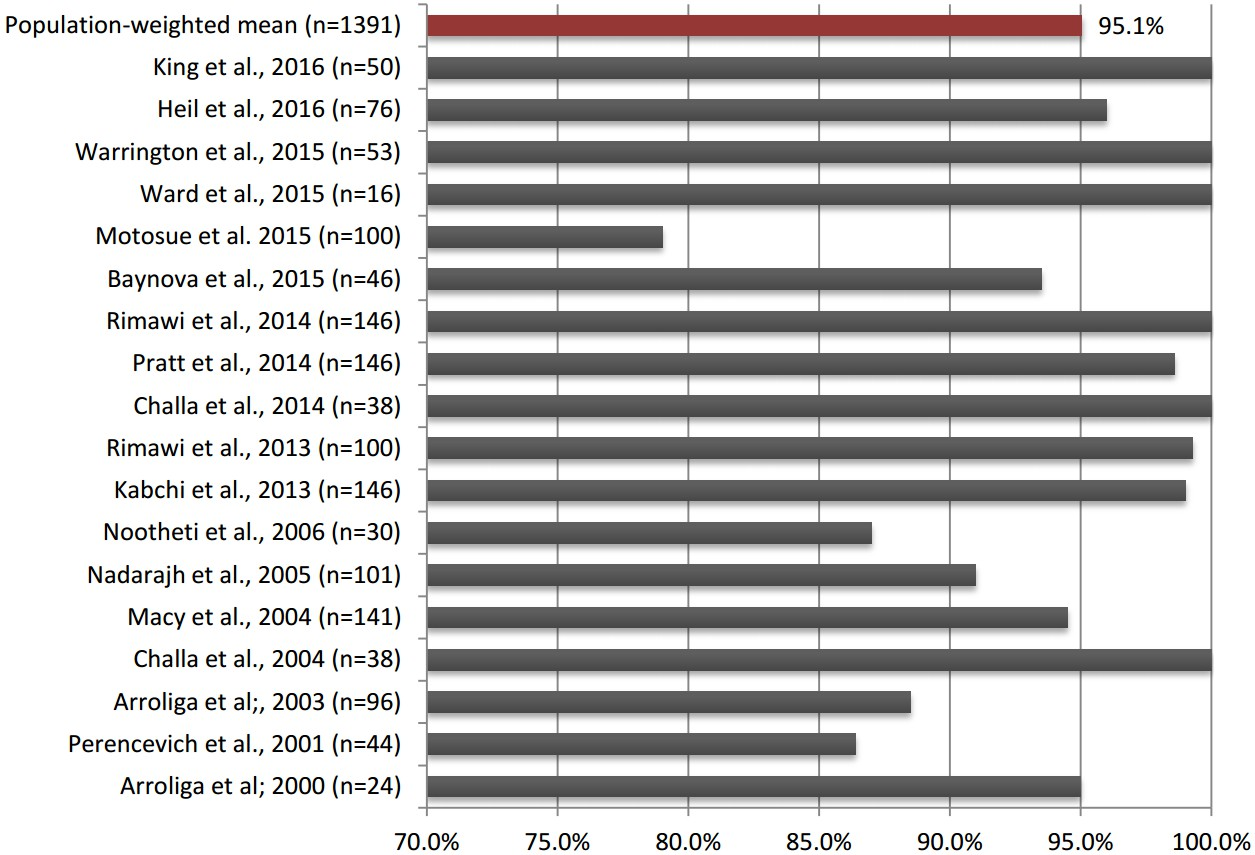 Population-weighted mean (n=1391)
95.1%
King et al., 2016 (n=50)
Heil et al., 2016 (n=76)
Warrington et al., 2015 (n=53)
Ward et al., 2015 (n=16)
Motosue et al. 2015 (n=100)
Baynova et al., 2015 (n=46)
Rimawi et al., 2014 (n=146)
Pratt et al., 2014 (n=146)
Challa et al., 2014 (n=38)
Rimawi et al., 2013 (n=100)
Kabchi et al., 2013 (n=146)
Nootheti et al., 2006 (n=30)
Nadarajh et al., 2005 (n=101)
Macy et al., 2004 (n=141)
Challa et al., 2004 (n=38)
Arroliga et al;, 2003 (n=96)
Perencevich et al., 2001 (n=44)
Arroliga et al; 2000 (n=24)
70.0% 75.0% 80.0% 85.0% 90.0% 95.0% 100.0%